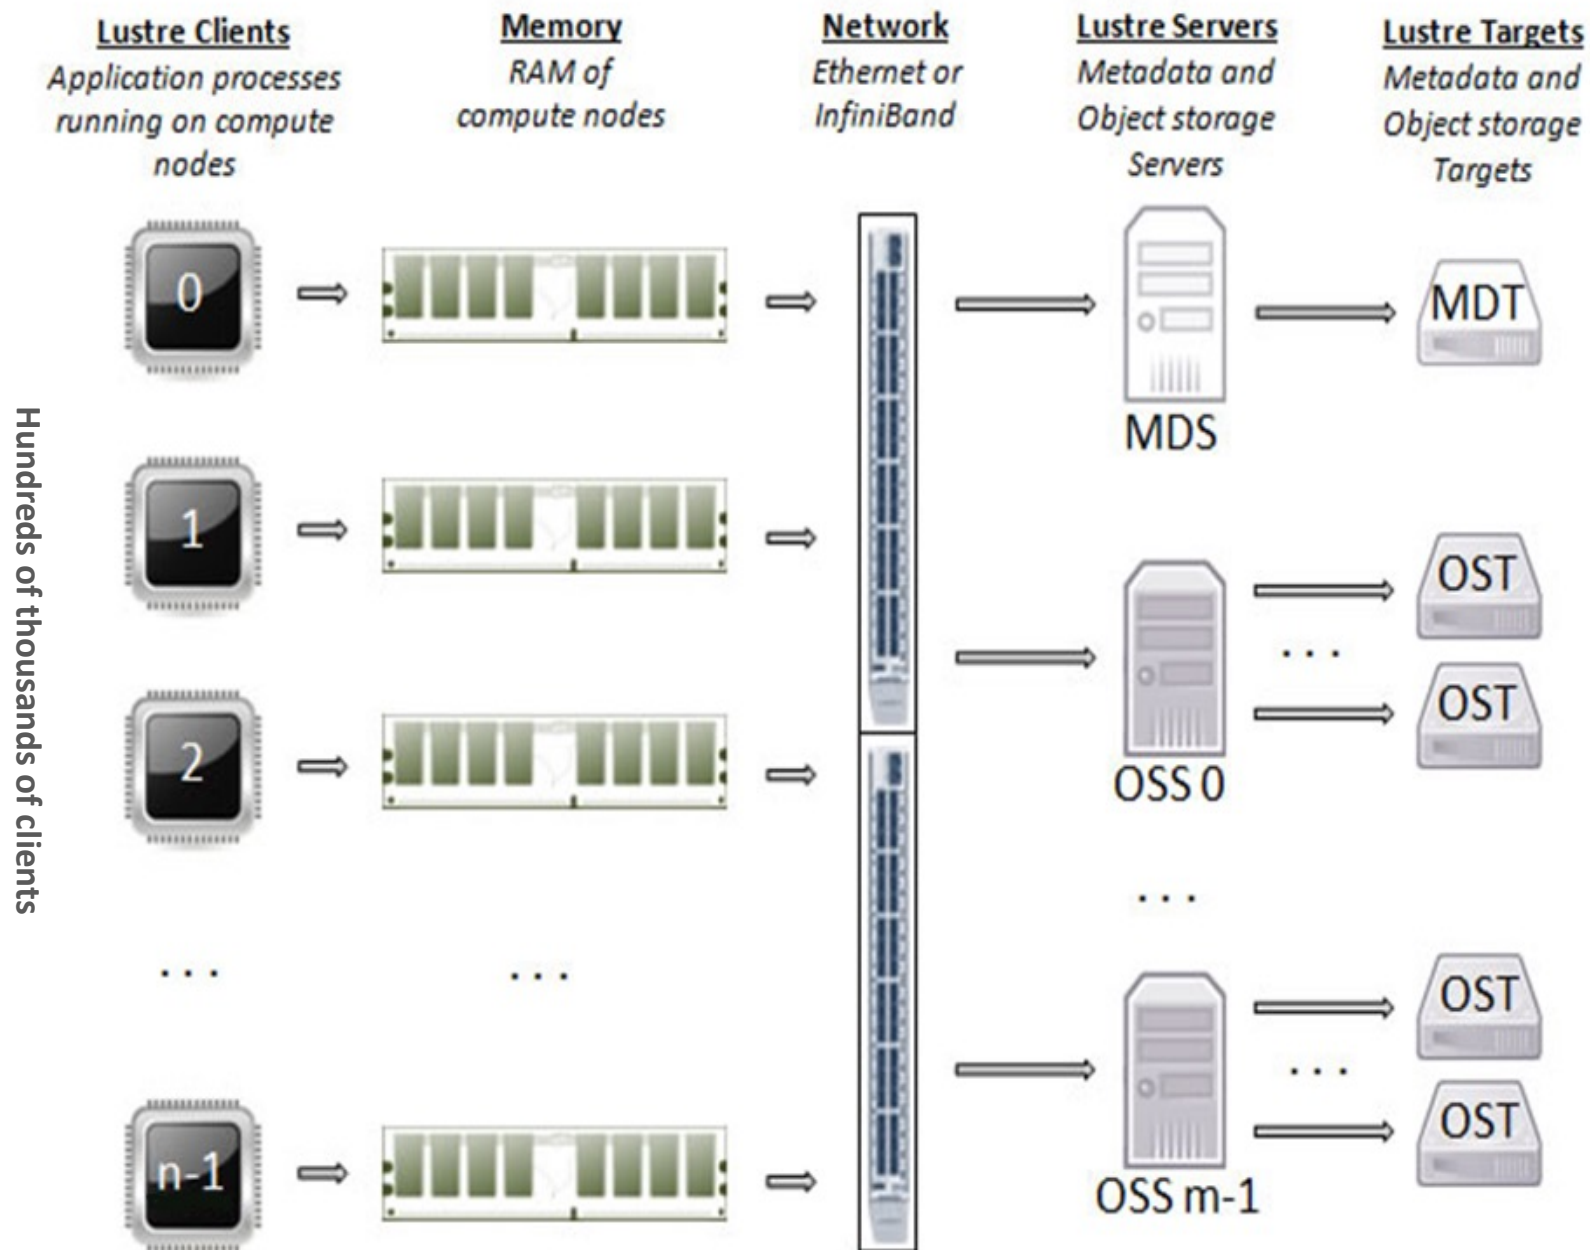 Lustre Clients
Application processes
running on compute
nodes
Memory
RAM of
compute nodes
Network
Ethernet or
InfiniBand
Lustre Servers
Metadata and
Object storage
Servers
Lustre Targets
Metadata and
Object storage
Targets
Hundreds of thousands of clients
0
1
2
. . .
n-1
. . .
MDS
OSS 0
. . .
OSS m-1
MDT
OST
. . .
OST
OST
. . .
OST